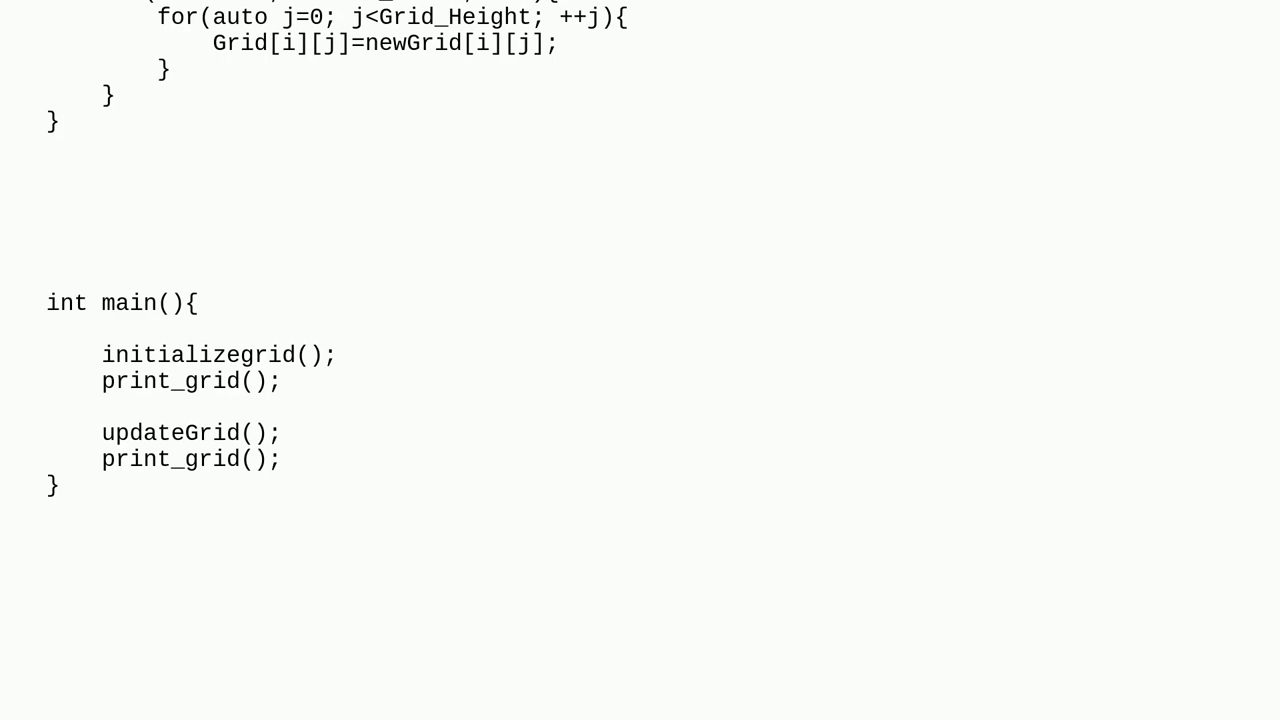 for(auto j=0; j<Grid_Height; ++j){
Grid[i][j]=newGrid[i][j];
}
}
}
int main(){
initializegrid();
print_grid();
updateGrid();
print_grid();
}